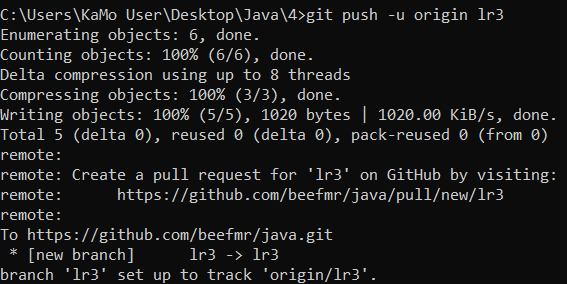 C:\Users\KaMo User\Desktop\Java\4>git push -u origin lr3
Enumerating objects: 6, done.
Counting objects: 100% (6/6), done.
Delta compression using up to 8 threads
Compressing objects: 100% (3/3), done.
Writing objects: 100% (5/5), 1020 bytes | 1020.00 KiB/s, done.
Total 5 (delta 0), reused 0 (delta 0), pack-reused 0 (from 0)
remote:
remote: Create a pull request for 'lr3' on GitHub by visiting:
remote:      https://github.com/beefmr/java/pull/new/lr3
remote:
To https://github.com/beefmr/java.git
 * [new branch]      lr3 -> lr3
branch 'lr3' set up to track 'origin/lr3'.